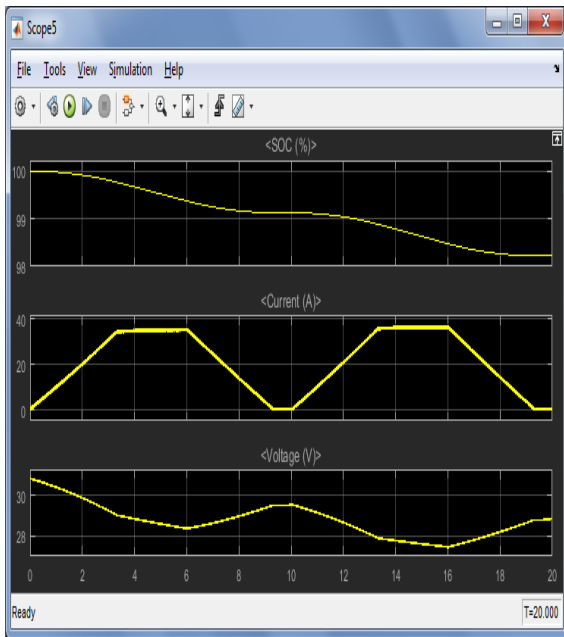 Scope5
File Tools View Simulation Help
<SOC (%)>
100
99
98
<Current (A)>
40
20
0
<Voltage (V)>
30
28
0 2 4 6 8 10 12 14 16 18 20
Ready T=20.000